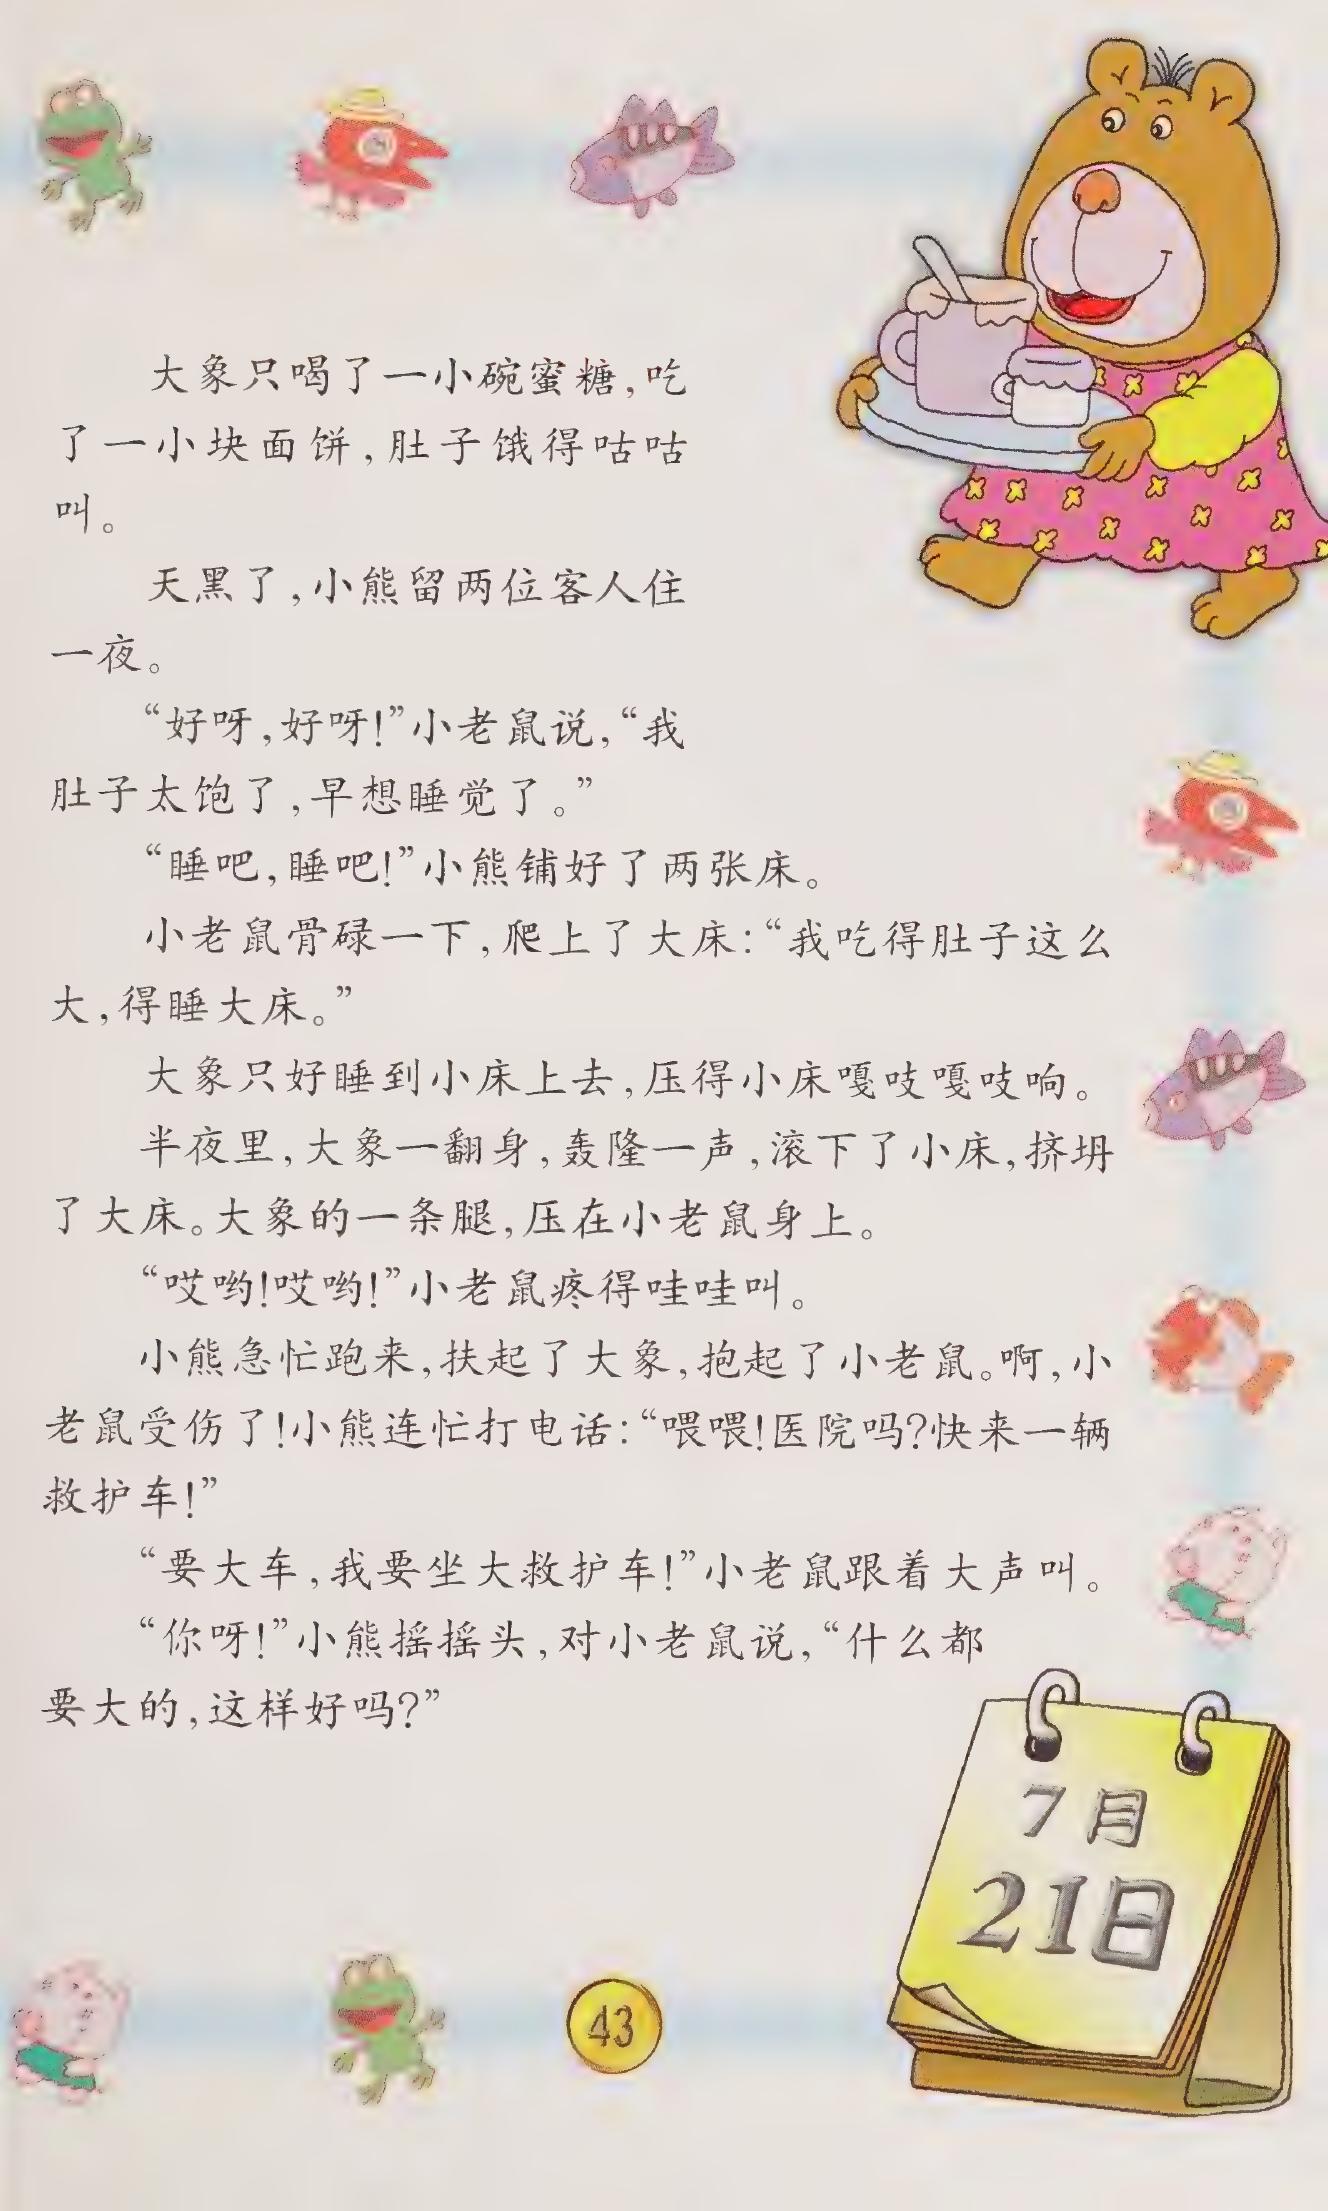 大象只喝了一小碗蜜糖,吃
了一小块面饼,肚子饿得咕咕
叫。
天黑了,小熊留两位客人住
一夜。
“好呀,好呀!”小老鼠说,“我
肚子太饱了,早想睡觉了。”
“睡吧,睡吧!”小熊铺好了两张床。
小老鼠骨碌一下,爬上了大床:“我吃得肚子这么
大,得睡大床。”
大象只好睡到小床上去,压得小床嘎吱嘎吱响。
半夜里,大象一翻身,轰隆一声,滚下了小床,挤坍
了大床。大象的一条腿,压在小老鼠身上。
“哎哟!哎哟!”小老鼠疼得哇哇叫。
小熊急忙跑来,扶起了大象,抱起了小老鼠。啊,小
老鼠受伤了!小熊连忙打电话:“喂喂!医院吗?快来一辆
救护车!”
“要大车,我要坐大救护车!”小老鼠跟着大声叫。
“你呀!”小熊摇摇头,对小老鼠说,“什么都
要大的,这样好吗?”
7月
21日
43